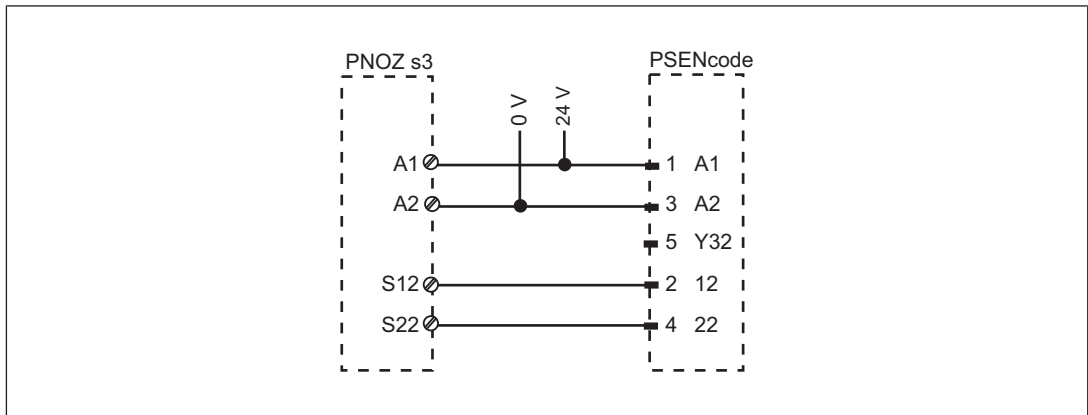 PNOZ s3
PSENcode
0 V
24 V
A1
1 A1
A2
3 A2
5 Y32
S12
2 12
S22
4 22